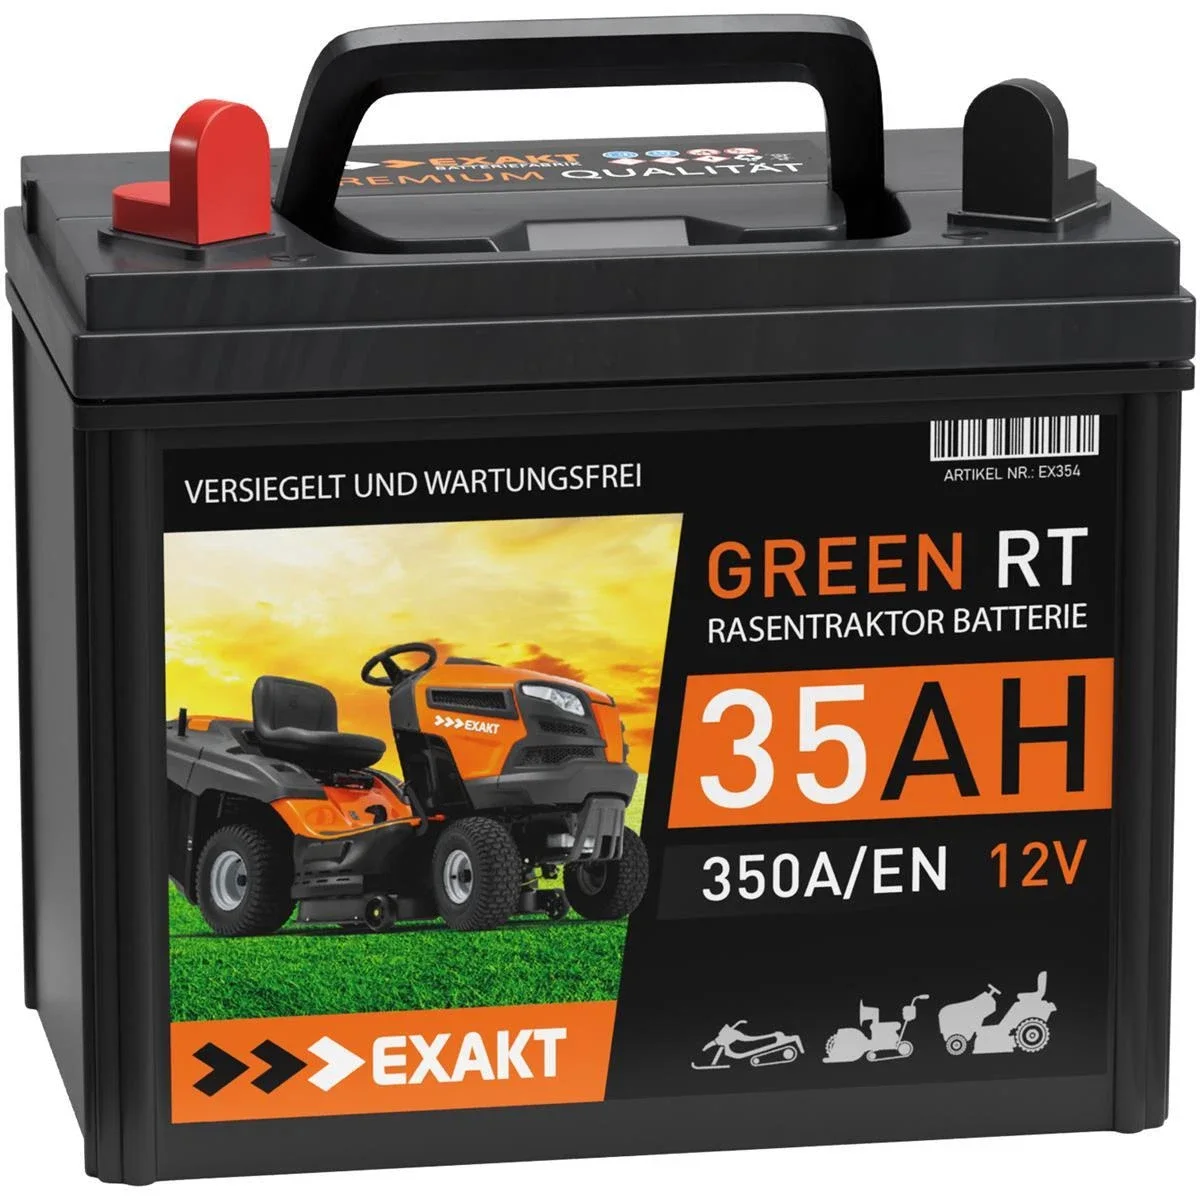 EXAKT
BATTERIEFABRIK
PREMIUM QUALITÄT
ARTIKEL NR.: EX354
VERSIEGELT UND WARTUNGSFREI
GREEN RT
RASENTRAKTOR BATTERIE
35AH
350A/EN 12V
EXAKT
EXAKT